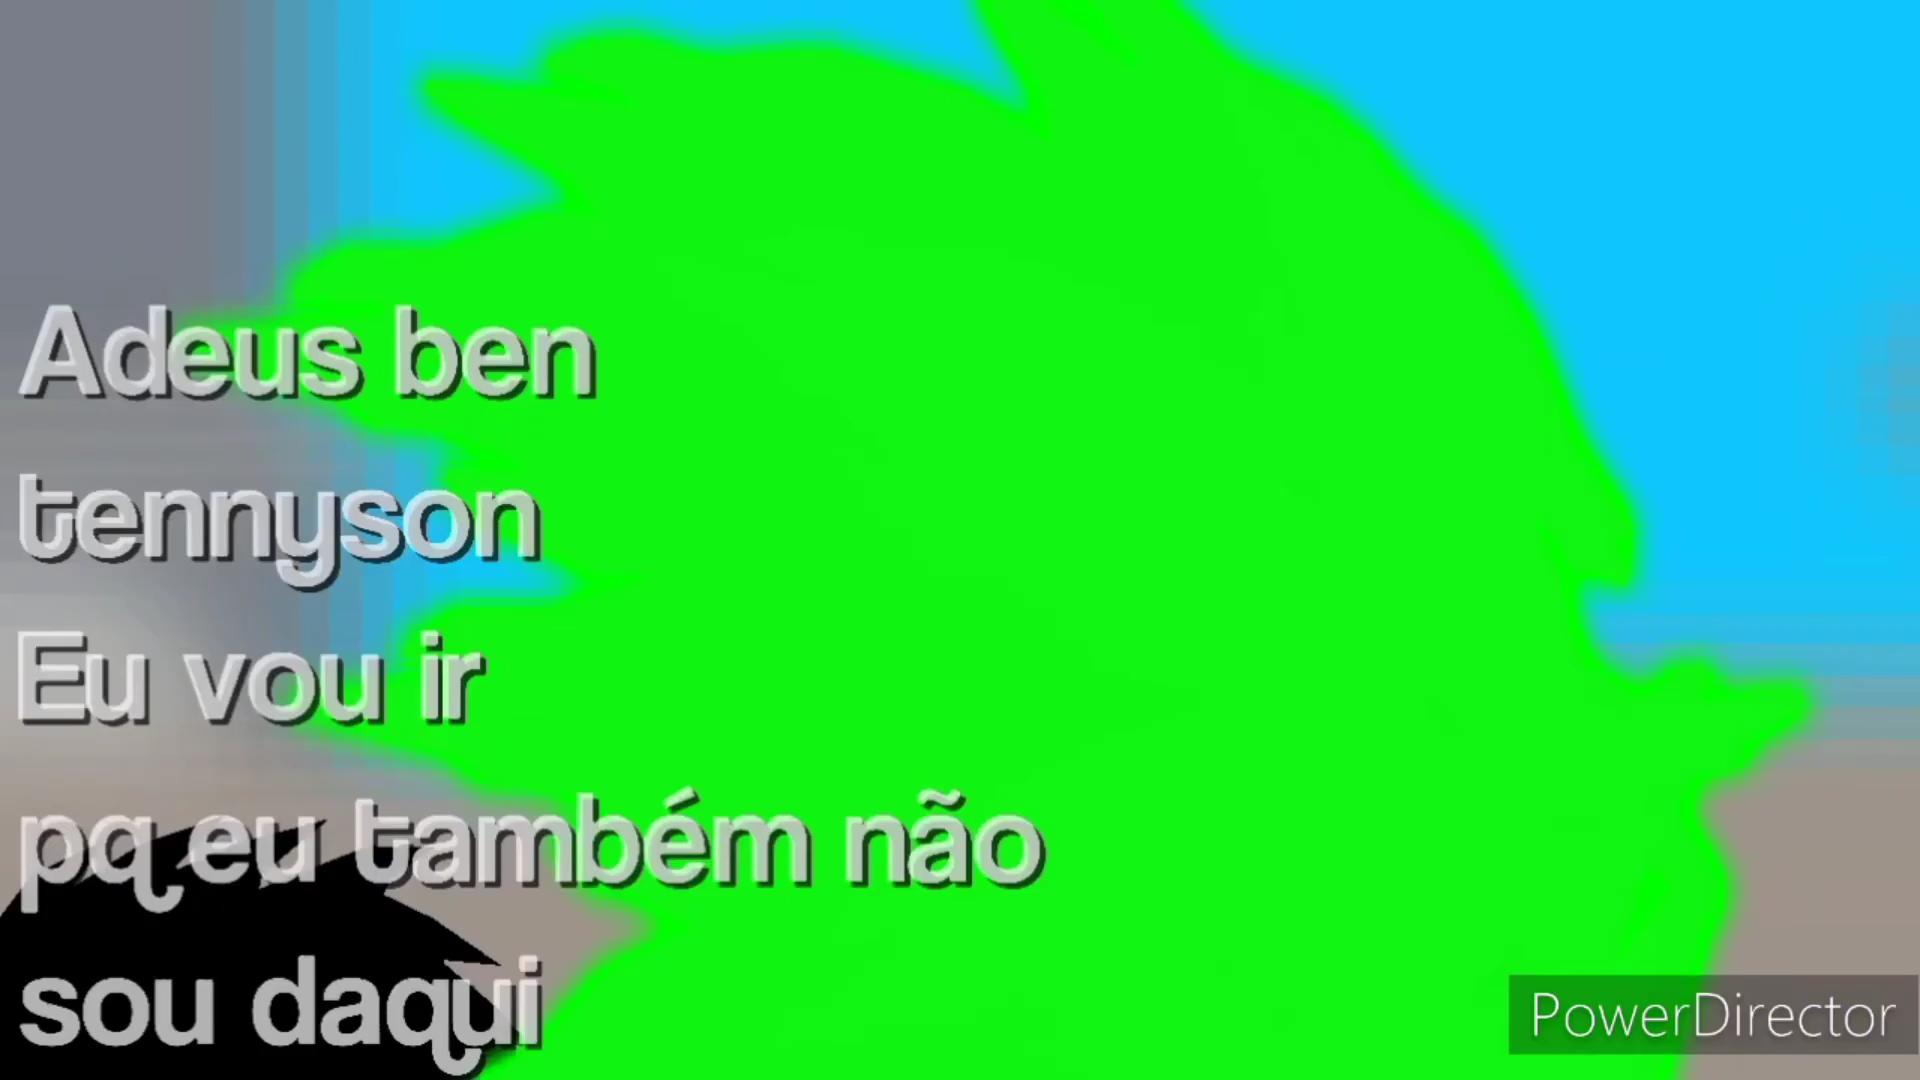 Adeus ben
tennyson
Eu vou ir
pq eu também não
sou daqui
PowerDirector